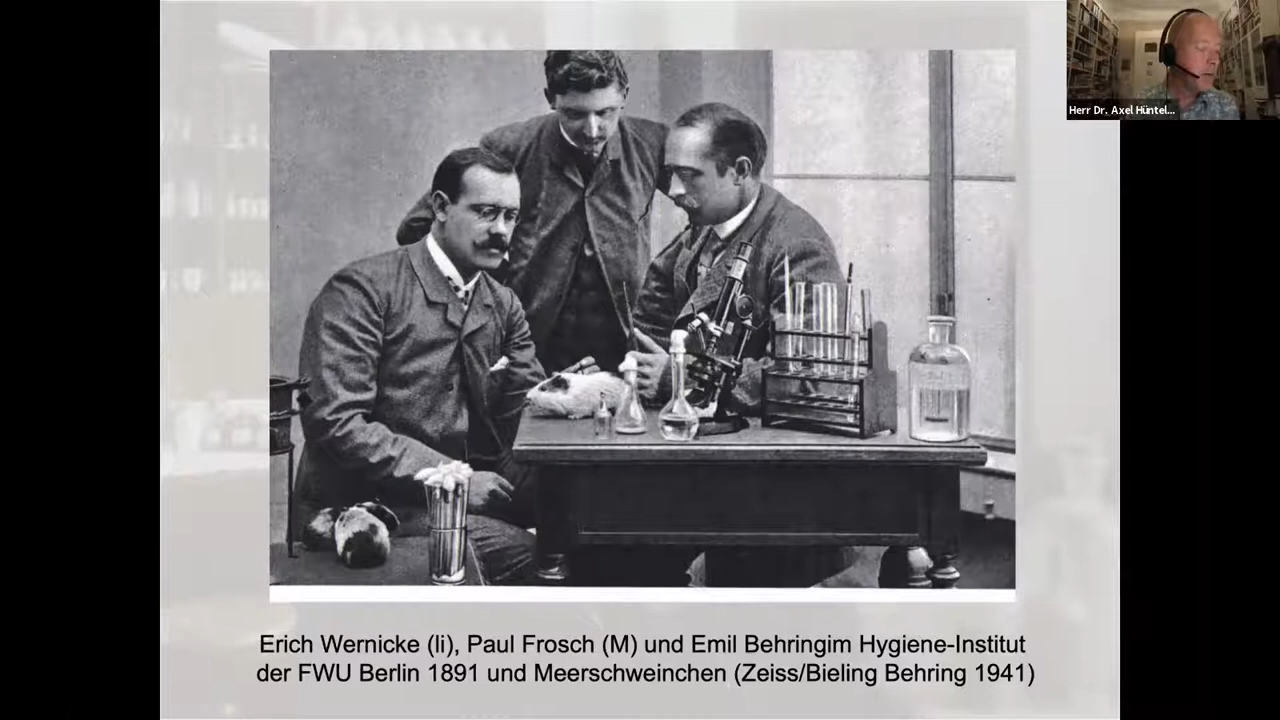 Herr Dr. Axel Hüntel...
Erich Wernicke (li), Paul Frosch (M) und Emil Behringim Hygiene-Institut
der FWU Berlin 1891 und Meerschweinchen (Zeiss/Bieling Behring 1941)